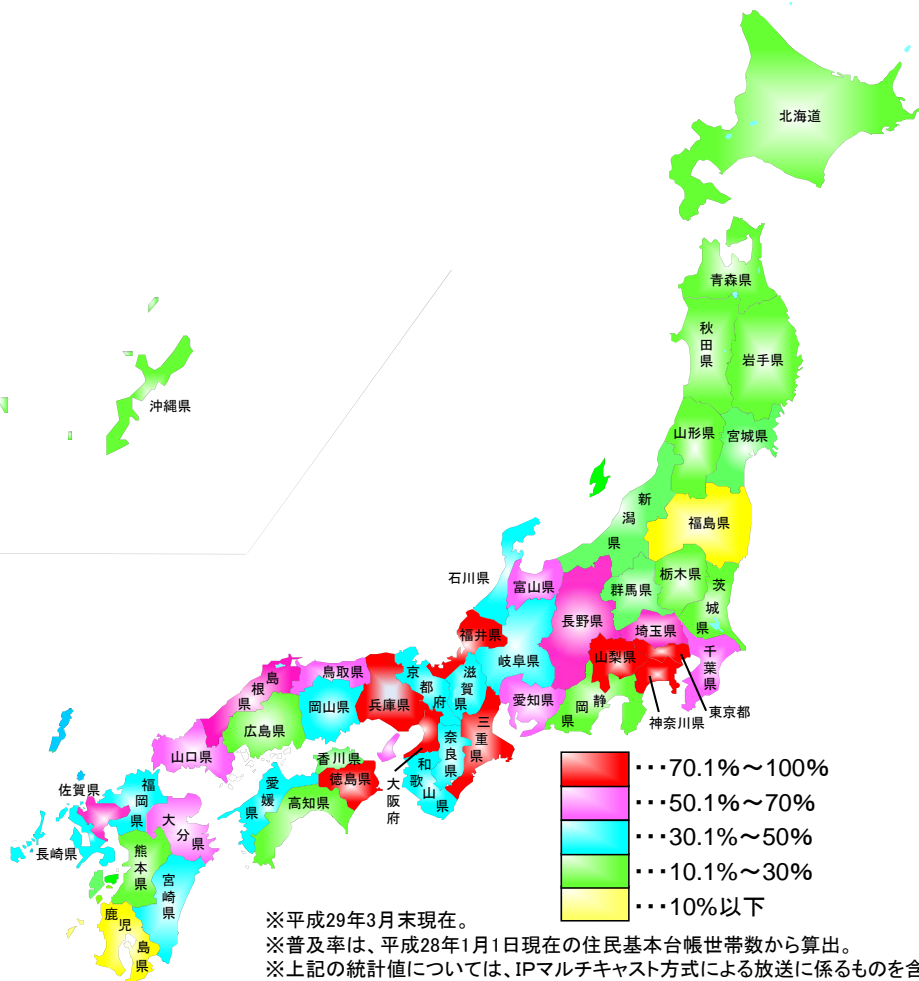 北海道
青森県
秋田県
岩手県
沖縄県
山形県
宮城県
新潟県
福島県
石川県
富山県
群馬県
栃木県
茨城県
長野県
埼玉県
福井県
岐阜県
山梨県
千葉県
鳥取県
島根県
京都府
滋賀県
岡山県
兵庫県
愛知県
静岡県
神奈川県
東京都
広島県
三重県
奈良県
山口県
香川県
徳島県
大阪府
和歌山県
佐賀県
福岡県
愛媛県
高知県
大分県
長崎県
熊本県
宮崎県
鹿児島県
…70.1%~100%
…50.1%~70%
…30.1%~50%
…10.1%~30%
…10%以下
※平成29年3月末現在。
※普及率は、平成28年1月1日現在の住民基本台帳世帯数から算出。
※上記の統計値については、IPマルチキャスト方式による放送に係るものを含